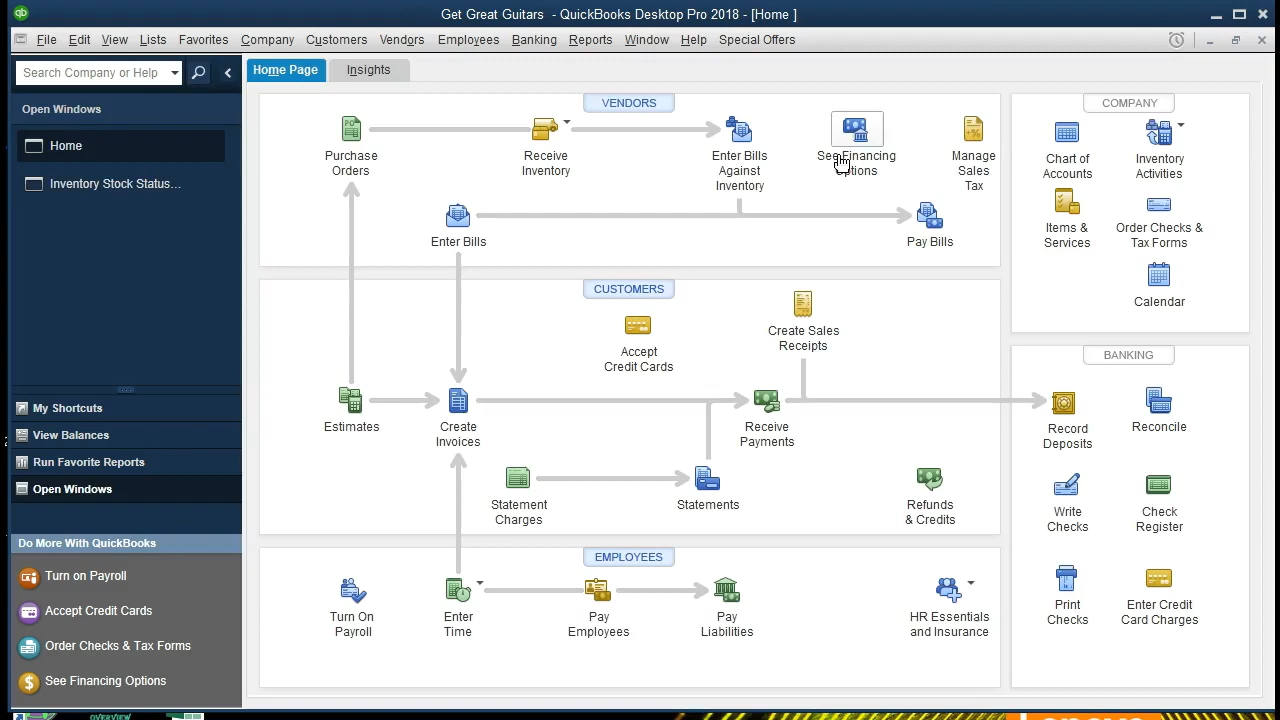 qb
Get Great Guitars - QuickBooks Desktop Pro 2018 - [Home ]
File Edit View Lists Favorites Company Customers Vendors Employees Banking Reports Window Help Special Offers
Search Company or Help
Home Page Insights
Open Windows
Home
Inventory Stock Status...
My Shortcuts
View Balances
Run Favorite Reports
Open Windows
Do More With QuickBooks
Turn on Payroll
Accept Credit Cards
Order Checks & Tax Forms
See Financing Options
VENDORS
Purchase
Orders
Receive
Inventory
Enter Bills
Against
Inventory
See Financing
Options
Manage
Sales
Tax
Enter Bills
Pay Bills
CUSTOMERS
Accept
Credit Cards
Create Sales
Receipts
Estimates
Create
Invoices
Receive
Payments
Statement
Charges
Statements
Refunds
& Credits
EMPLOYEES
Turn On
Payroll
Enter
Time
Pay
Employees
Pay
Liabilities
HR Essentials
and Insurance
COMPANY
Chart of
Accounts
Inventory
Activities
Items &
Services
Order Checks &
Tax Forms
Calendar
BANKING
Record
Deposits
Reconcile
Write
Checks
Check
Register
Print
Checks
Enter Credit
Card Charges
OVERVIEW